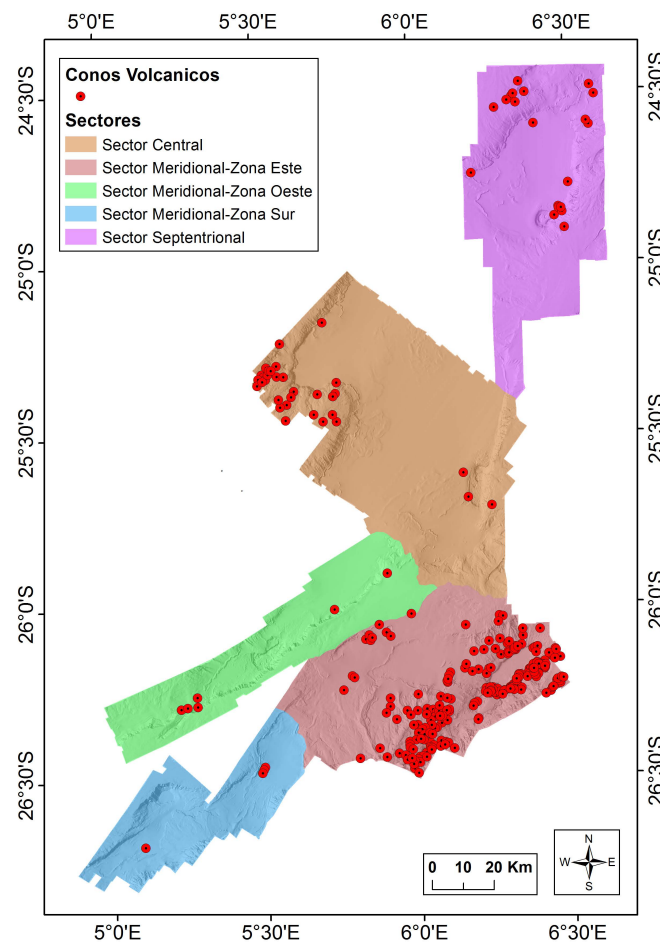 5°0'E 5°30'E 6°0'E 6°30'E
Conos Volcanicos
Sectores
Sector Central
Sector Meridional-Zona Este
Sector Meridional-Zona Oeste
Sector Meridional-Zona Sur
Sector Septentrional
24°30'S 24°30'S
25°0'S 25°0'S
25°30'S 25°30'S
26°0'S 26°0'S
26°30'S 26°30'S
0 10 20 Km
N
W E
S
5°0'E 5°30'E 6°0'E 6°30'E